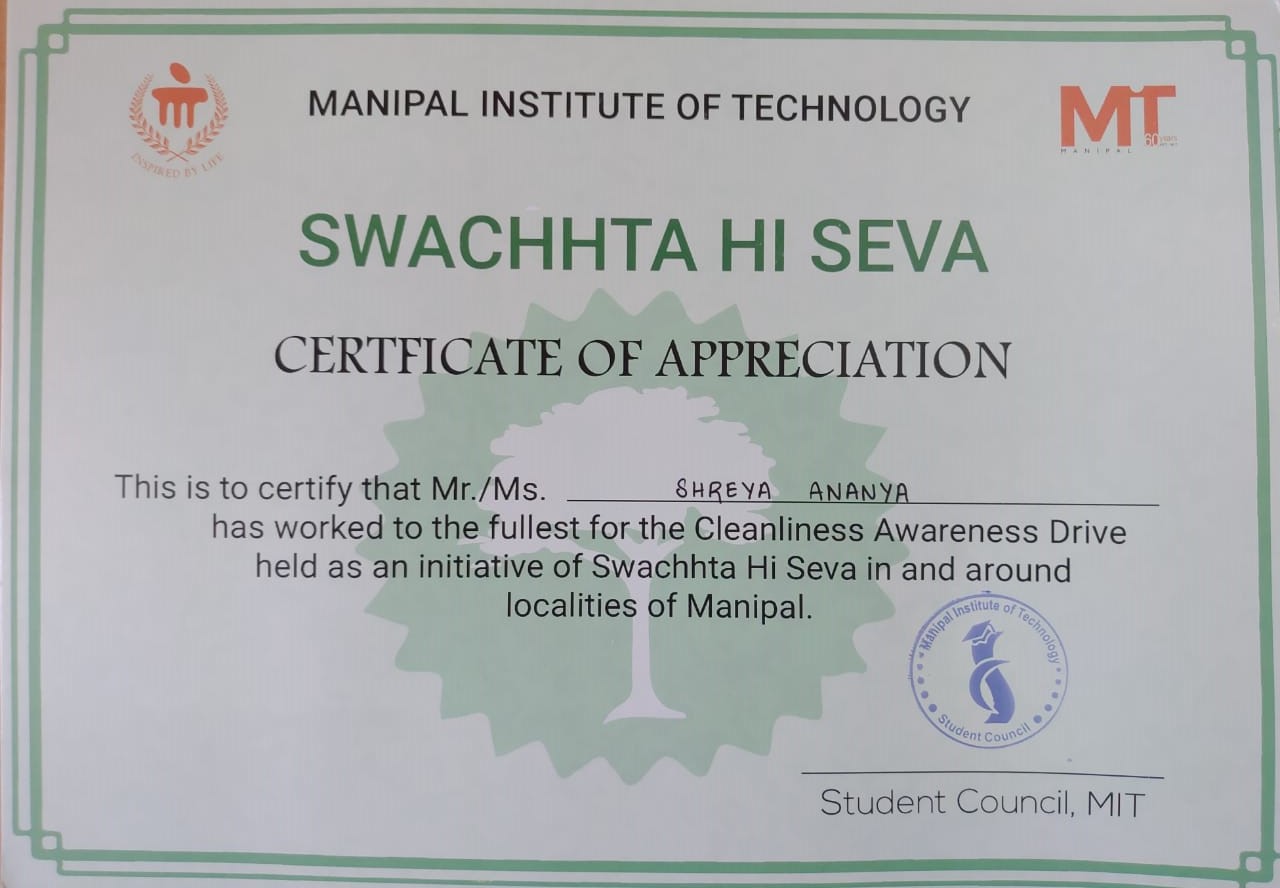 MANIPAL INSTITUTE OF TECHNOLOGY
INSPIRED BY LIFE
MIT
MANIPAL
60 years
SWACHHTA HI SEVA
CERTFICATE OF APPRECIATION
This is to certify that Mr./Ms. SHREYA ANANYA
has worked to the fullest for the Cleanliness Awareness Drive
held as an initiative of Swachhta Hi Seva in and around
localities of Manipal.
Manipal Institute of Technology
Student Council
Student Council, MIT